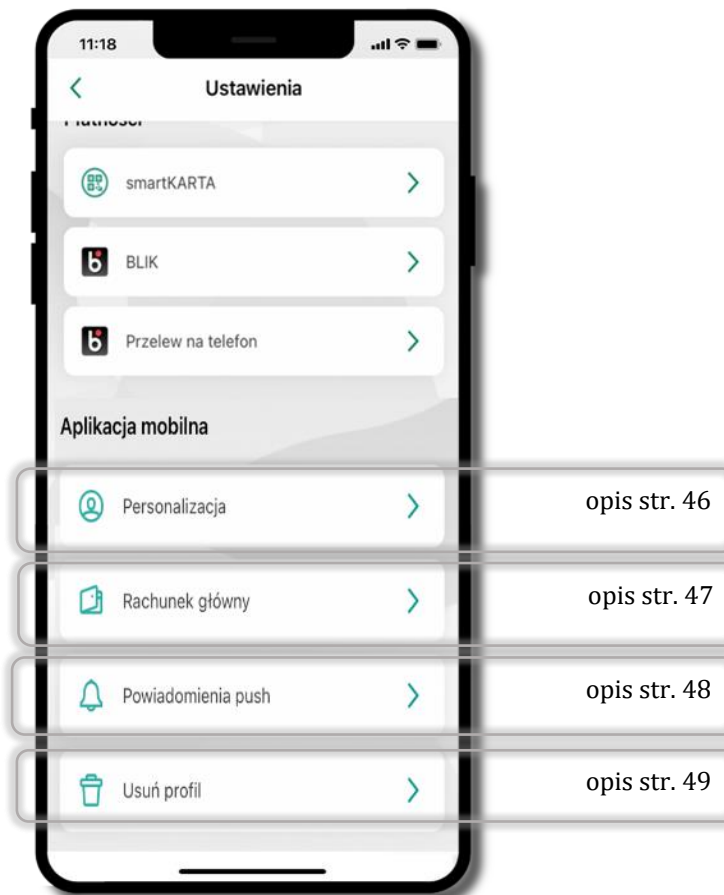 11:18
Ustawienia
Płatności
smartKARTA
BLIK
Przelew na telefon
Aplikacja mobilna
Personalizacja
opis str. 46
Rachunek główny
opis str. 47
Powiadomienia push
opis str. 48
Usuń profil
opis str. 49